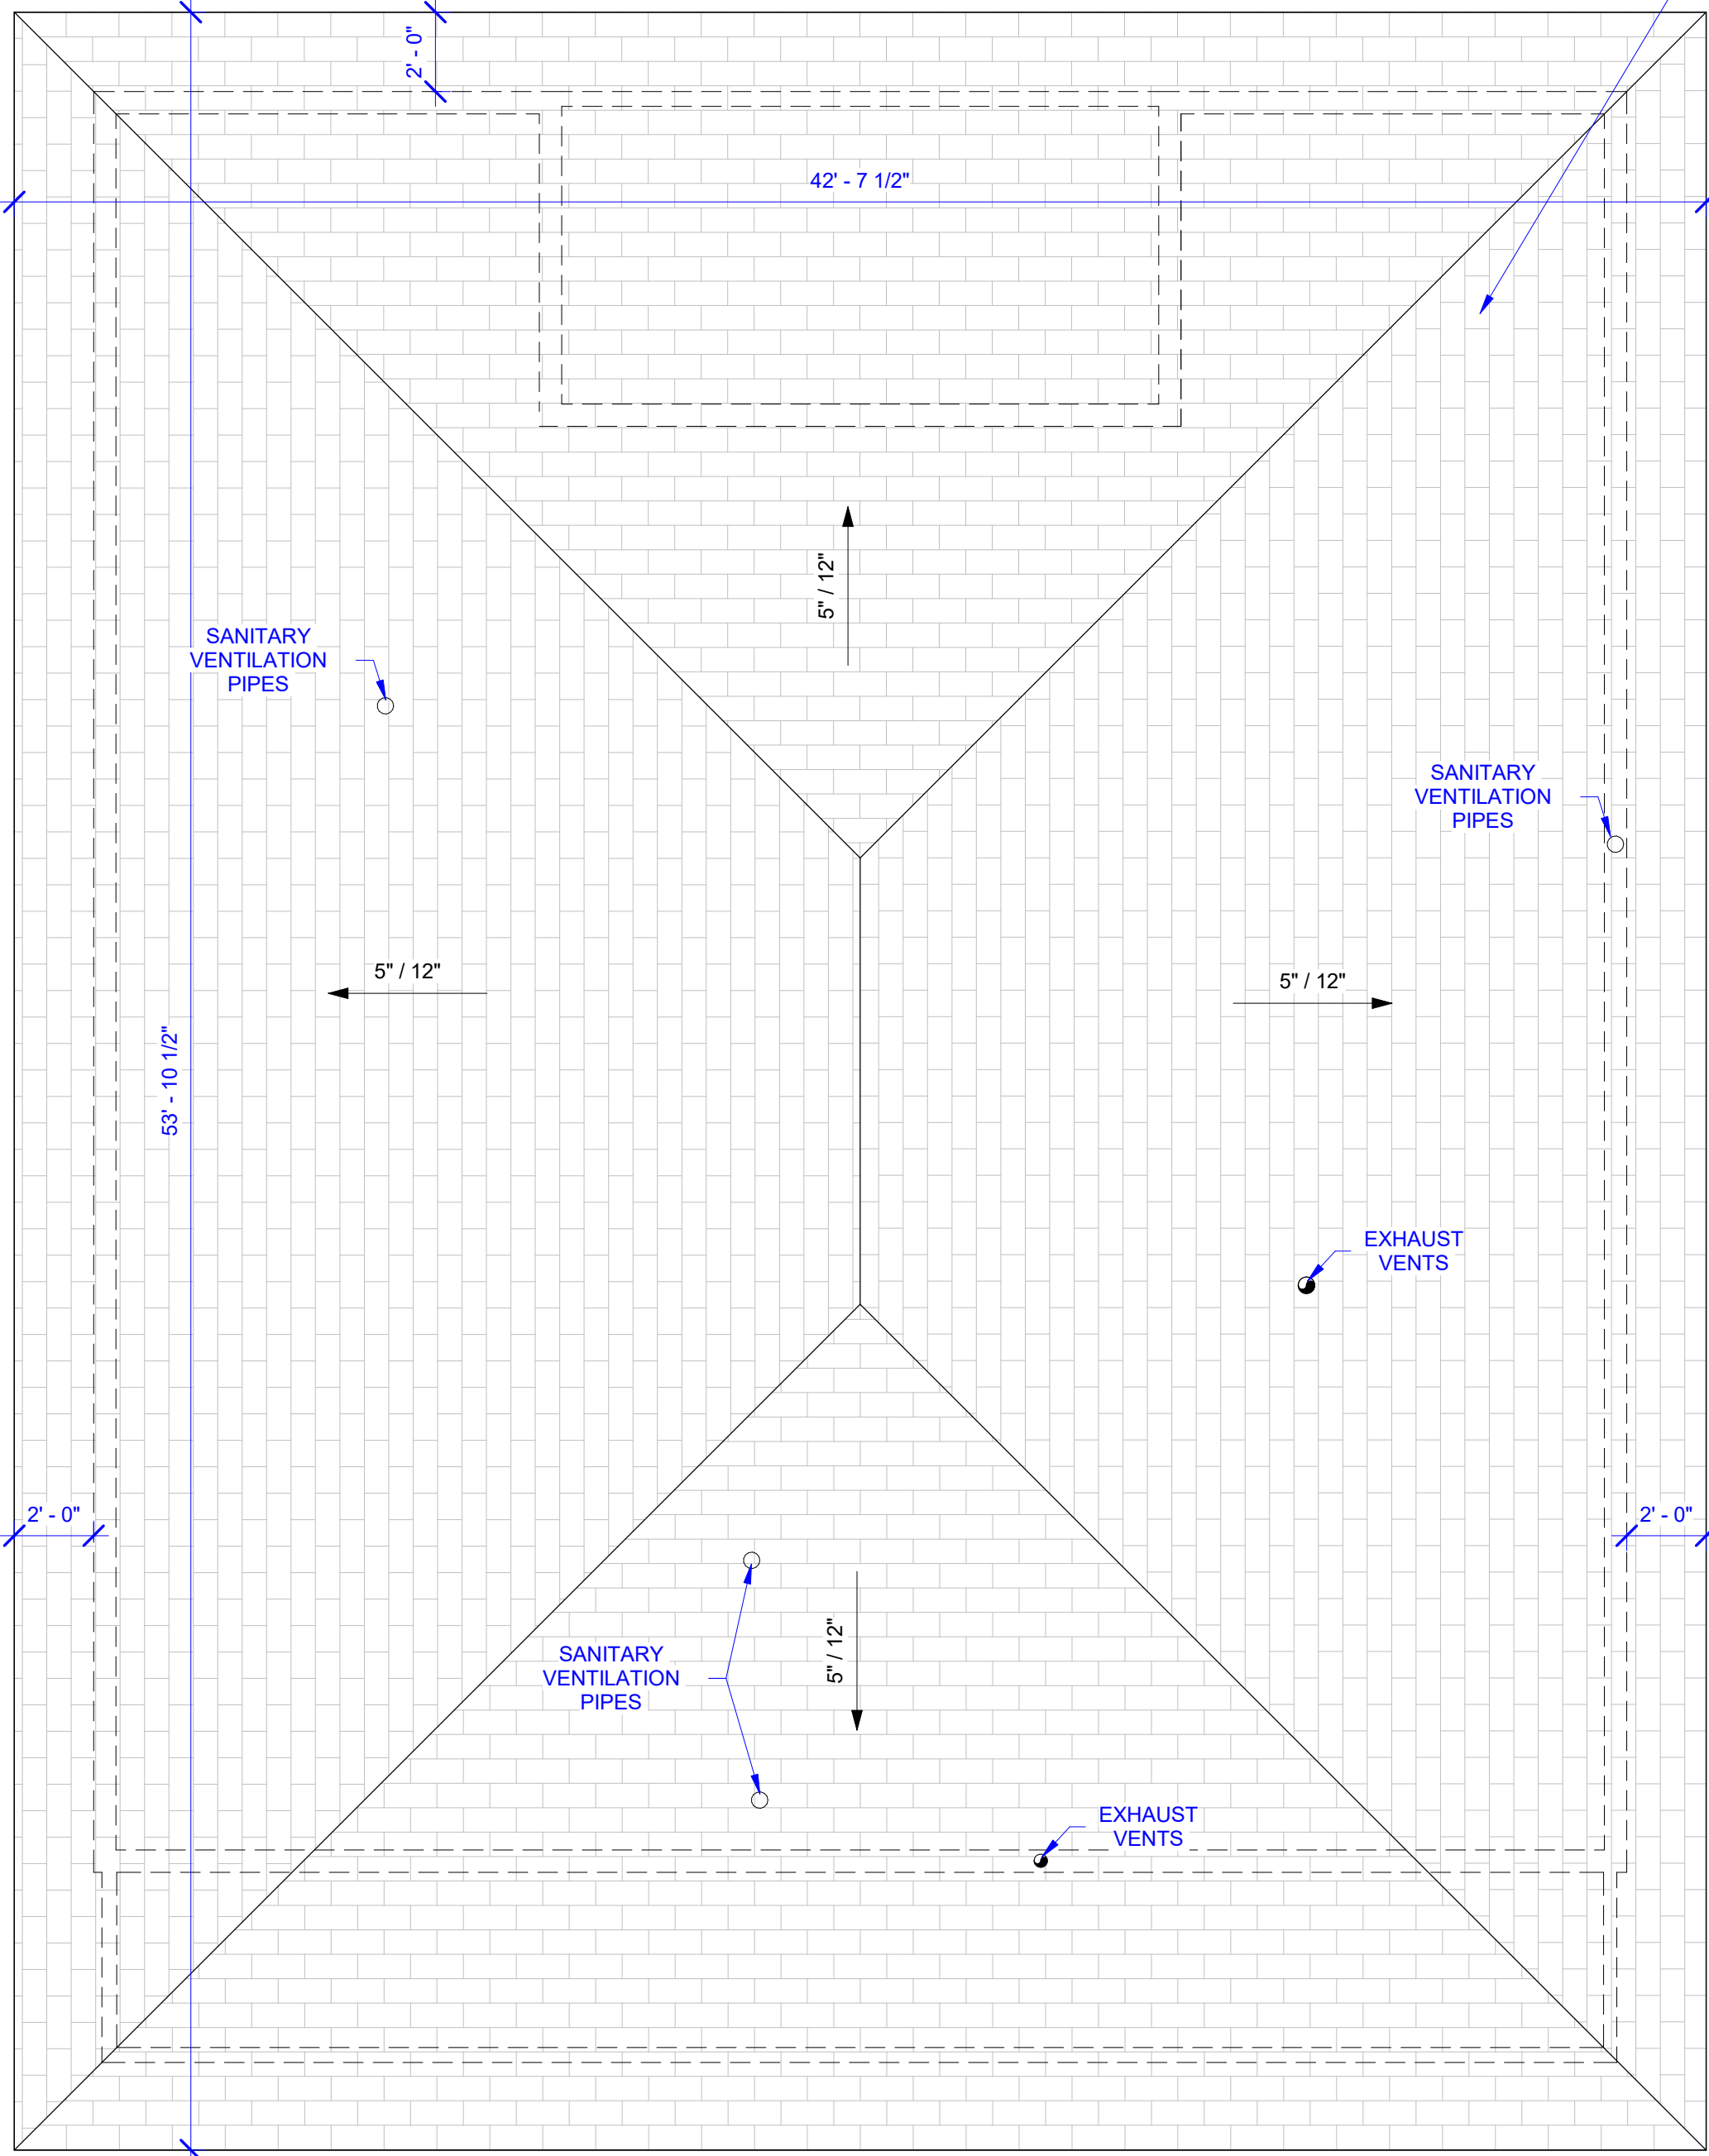 2' - 0"
42' - 7 1/2"
5" / 12"
SANITARY
VENTILATION
PIPES
SANITARY
VENTILATION
PIPES
5" / 12"
5" / 12"
53' - 10 1/2"
EXHAUST
VENTS
2' - 0"
2' - 0"
SANITARY
VENTILATION
PIPES
5" / 12"
EXHAUST
VENTS